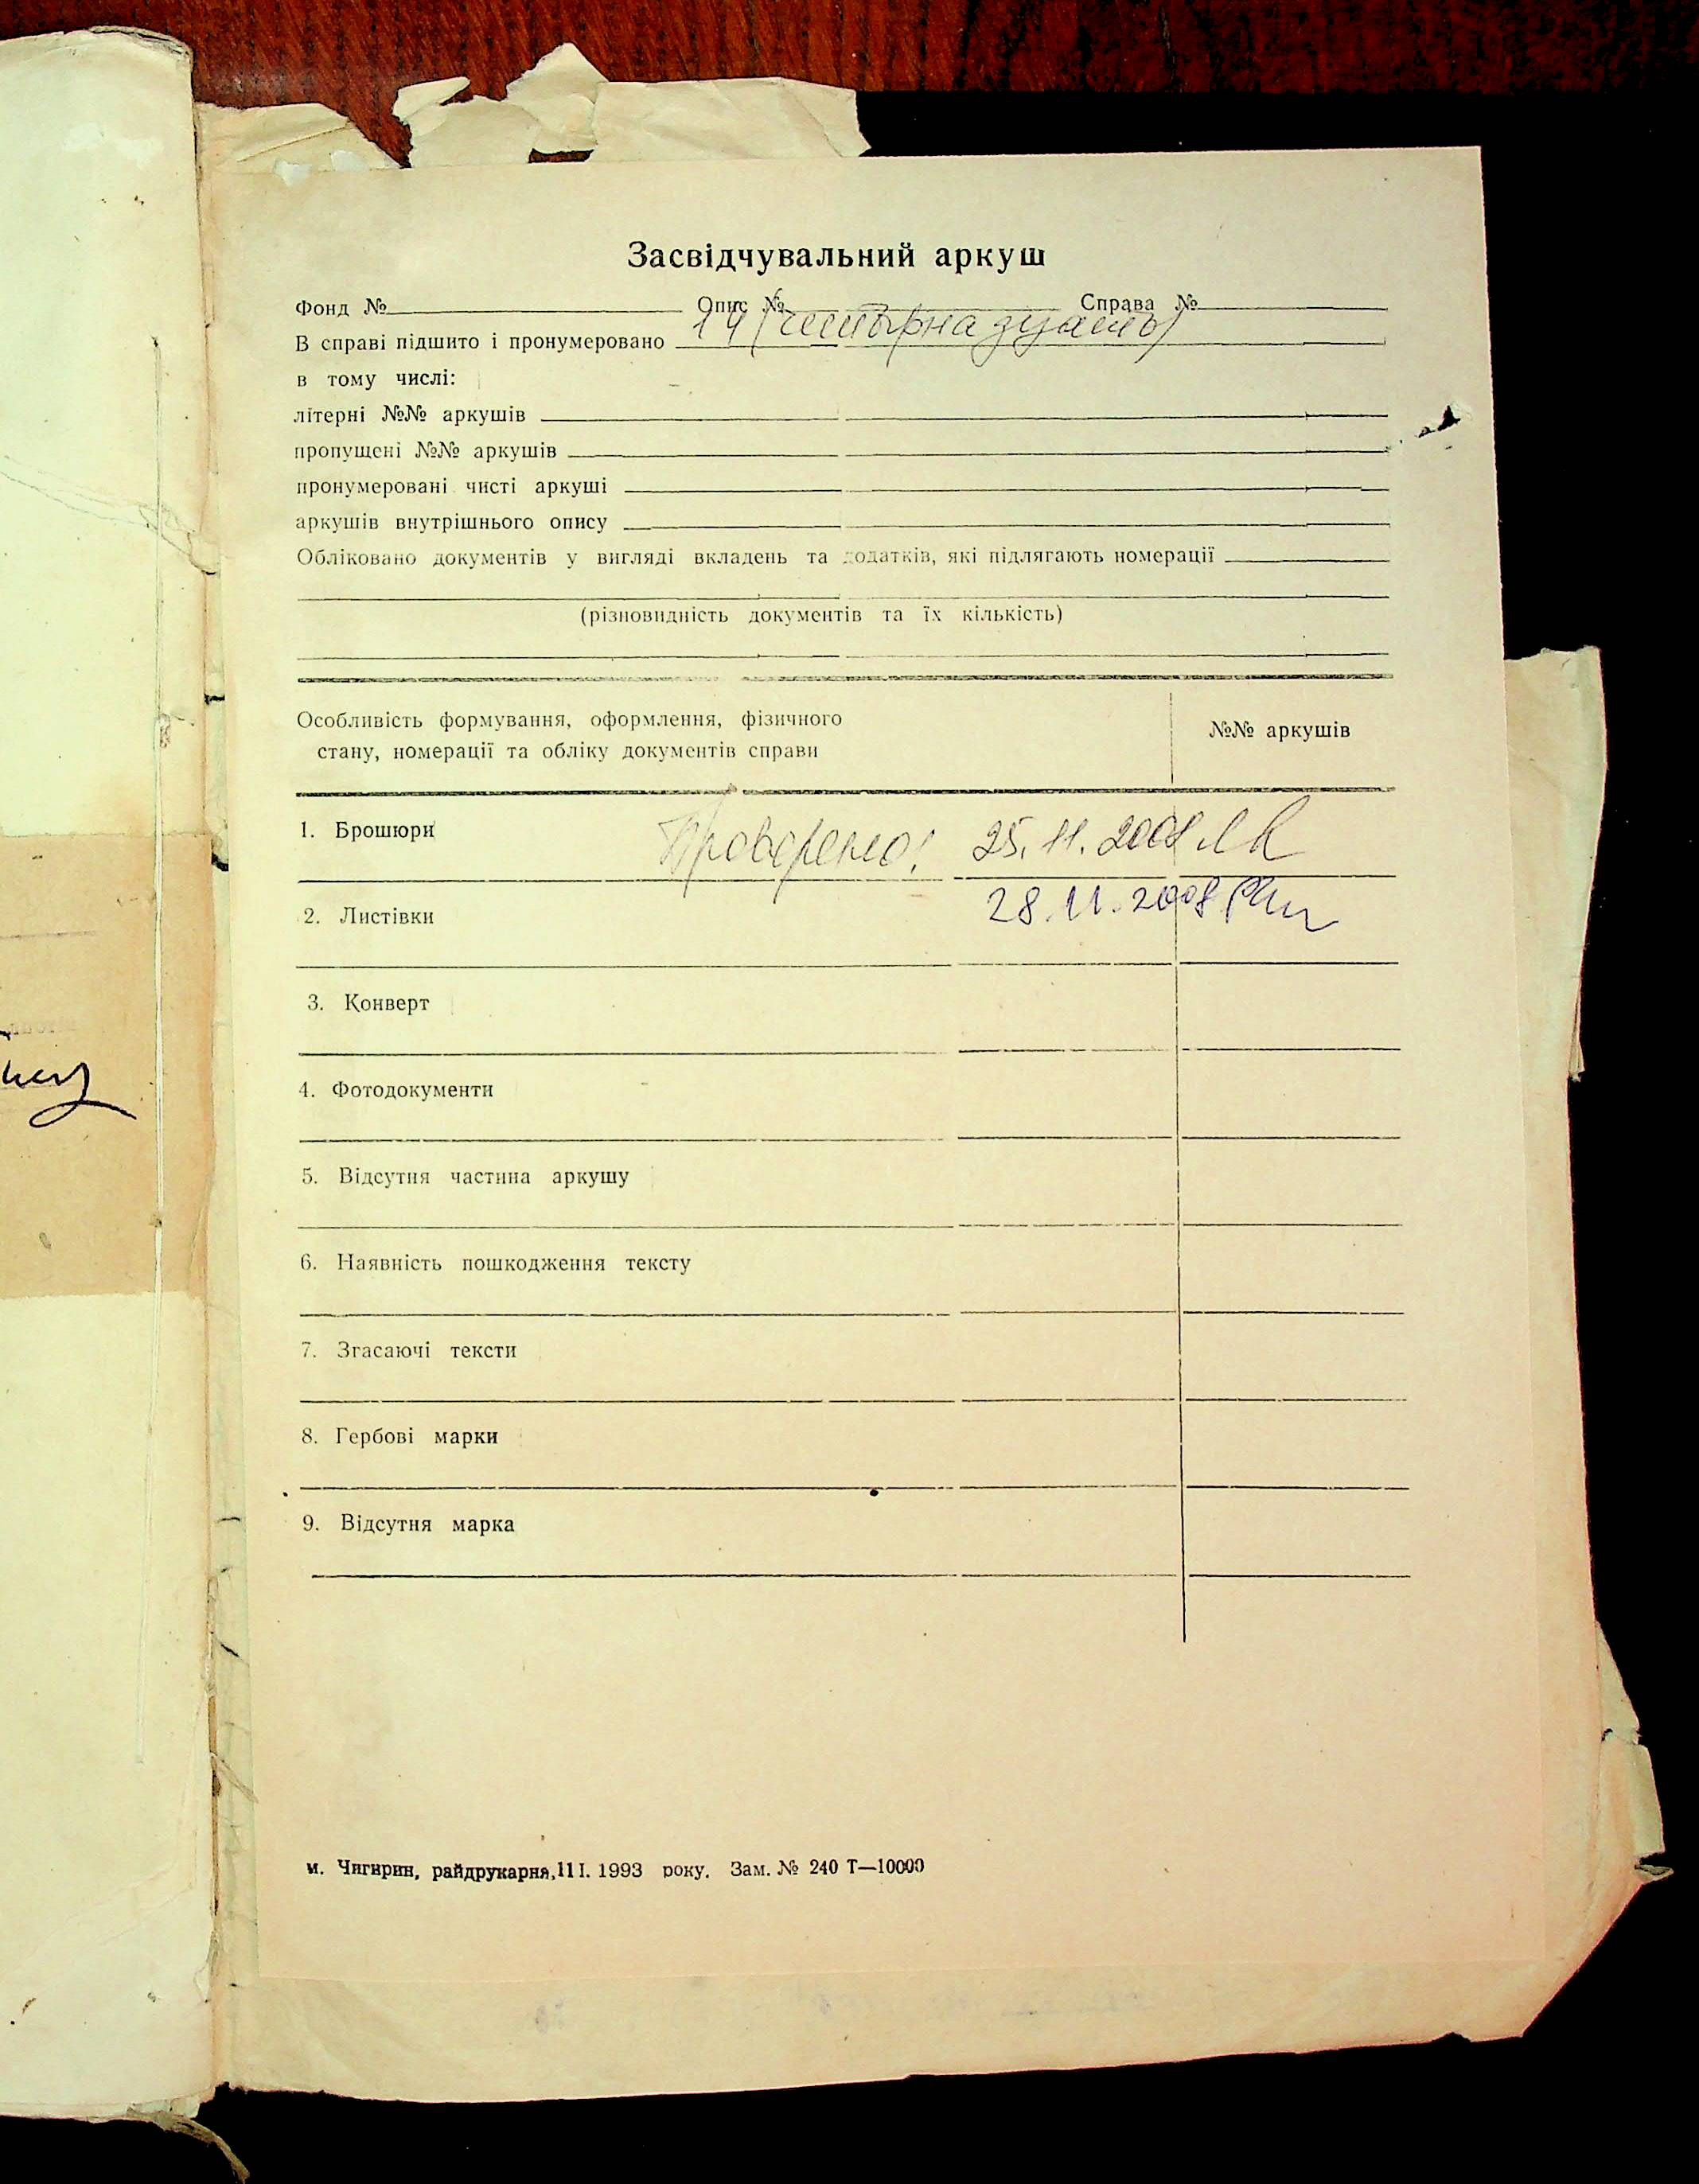 Засвідчувальний аркуш
Фонд № Опис № Справа №
В справі підшито і пронумеровано 14 (четырнадцать)
в тому числі:
літерні №№ аркушів
пропущені №№ аркушів
пронумеровані чисті аркуші
аркушів внутрішнього опису
Обліковано документів у вигляді вкладень та додатків, які підлягають номерації
(різновидність документів та їх кількість)
Особливість формування, оформлення, фізичного
стану, номерації та обліку документів справи
№№ аркушів
1. Брошюри Проверено! 25.11.2008
2. Листівки 28.11.2008
3. Конверт
4. Фотодокументи
5. Відсутня частина аркушу
6. Наявність пошкодження тексту
7. Згасаючі тексти
8. Гербові марки
9. Відсутня марка
м. Чигирин, райдрукарня, 11 I. 1993 року. Зам. № 240 Т—10000